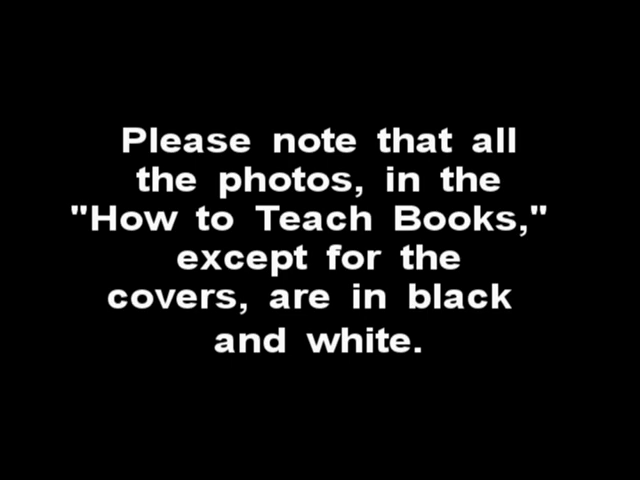 Please note that all
the photos, in the
"How to Teach Books,"
except for the
covers, are in black
and white.